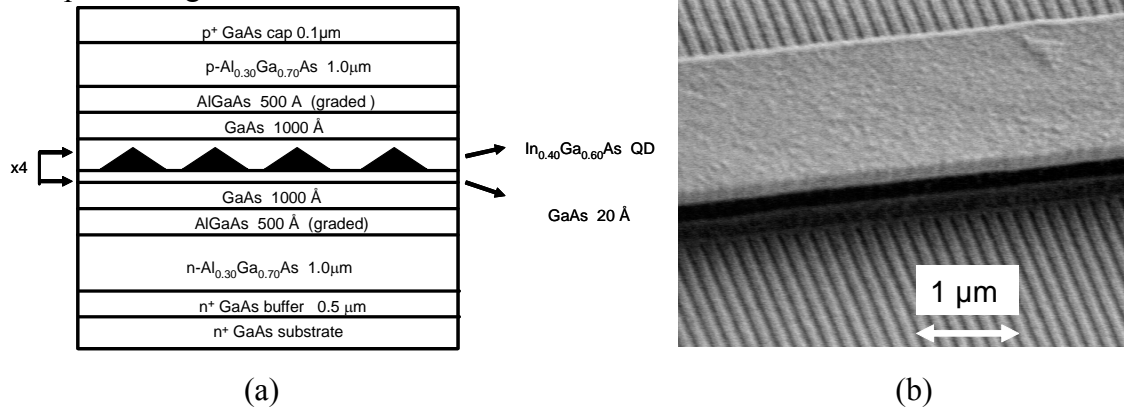 p⁺ GaAs cap 0.1μm
p-Al₀.₃₀Ga₀.₇₀As 1.0μm
AlGaAs 500 A (graded )
GaAs 1000 Å
x4
In₀.₄₀Ga₀.₆₀As QD
GaAs 1000 Å
GaAs 20 Å
AlGaAs 500 Å (graded)
n-Al₀.₃₀Ga₀.₇₀As 1.0μm
n⁺ GaAs buffer 0.5 μm
n⁺ GaAs substrate
1 μm
(a)
(b)